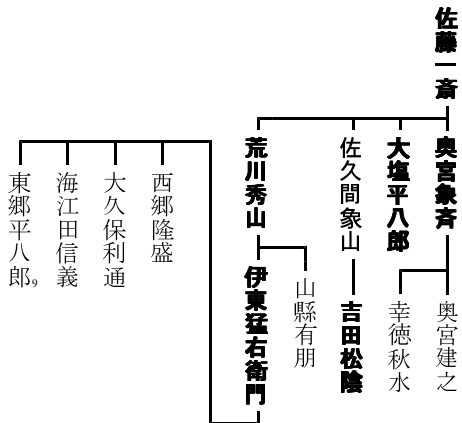 佐藤一斎
奥宮象斉
大塩平八郎
佐久間象山
荒川秀山
奥宮建之
幸徳秋水
吉田松陰
山縣有朋
伊東猛右衛門
西郷隆盛
大久保利通
海江田信義
東郷平八郎。